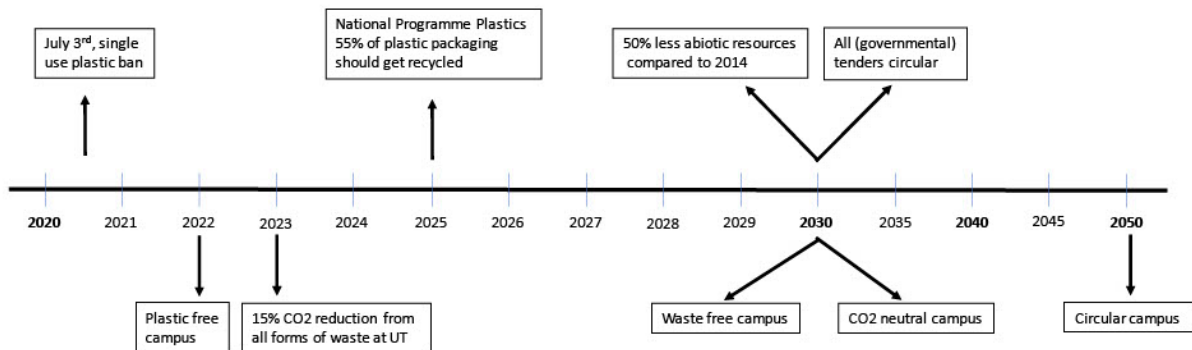 July 3rd, single
use plastic ban
National Programme Plastics
55% of plastic packaging
should get recycled
50% less abiotic resources
compared to 2014
All (governmental)
tenders circular
2020 2021 2022 2023 2024 2025 2026 2027 2028 2029 2030 2035 2040 2045 2050
Plastic free
campus
15% CO2 reduction from
all forms of waste at UT
Waste free campus
CO2 neutral campus
Circular campus